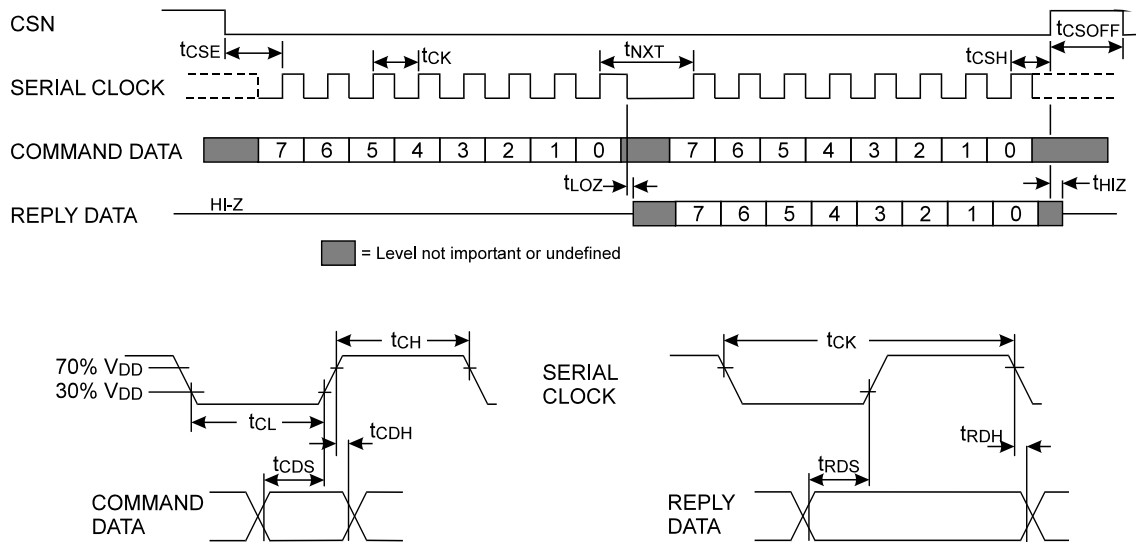 CSN
tCSE
tCK
tNXT
tCSH
tCSOFF
SERIAL CLOCK
COMMAND DATA
7 6 5 4 3 2 1 0 7 6 5 4 3 2 1 0
tLOZ
tHIZ
REPLY DATA
HI-Z
7 6 5 4 3 2 1 0
= Level not important or undefined
70% VDD
30% VDD
tCH
tCL
tCDH
tCDS
COMMAND
DATA
SERIAL
CLOCK
tCK
tRDH
tRDS
REPLY
DATA